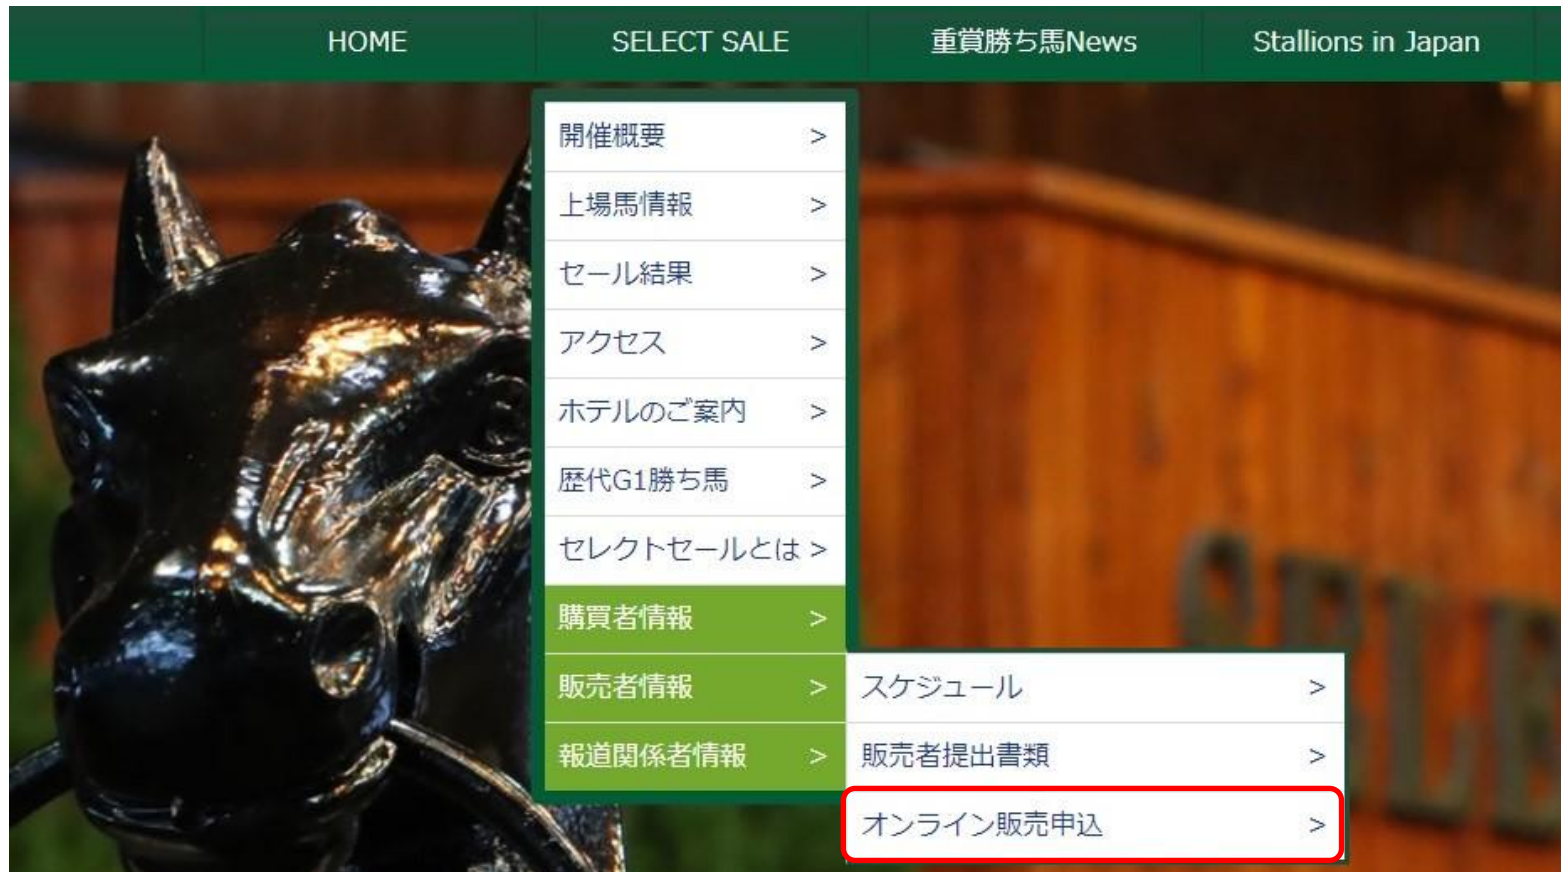 HOME
SELECT SALE
重賞勝ち馬News
Stallions in Japan
開催概要 >
上場馬情報 >
セール結果 >
アクセス >
ホテルのご案内 >
歴代G1勝ち馬 >
セレクトセールとは >
購買者情報 >
販売者情報 >
報道関係者情報 >
スケジュール >
販売者提出書類 >
オンライン販売申込 >